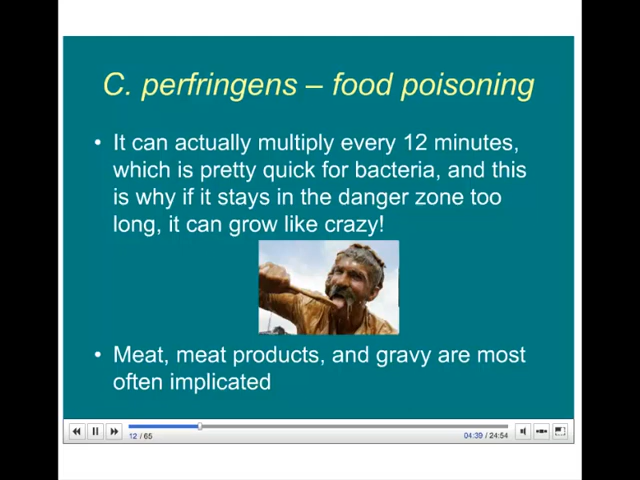 C. perfringens – food poisoning
• It can actually multiply every 12 minutes,
which is pretty quick for bacteria, and this
is why if it stays in the danger zone too
long, it can grow like crazy!
• Meat, meat products, and gravy are most
often implicated
12 / 65
04:39 / 24:54